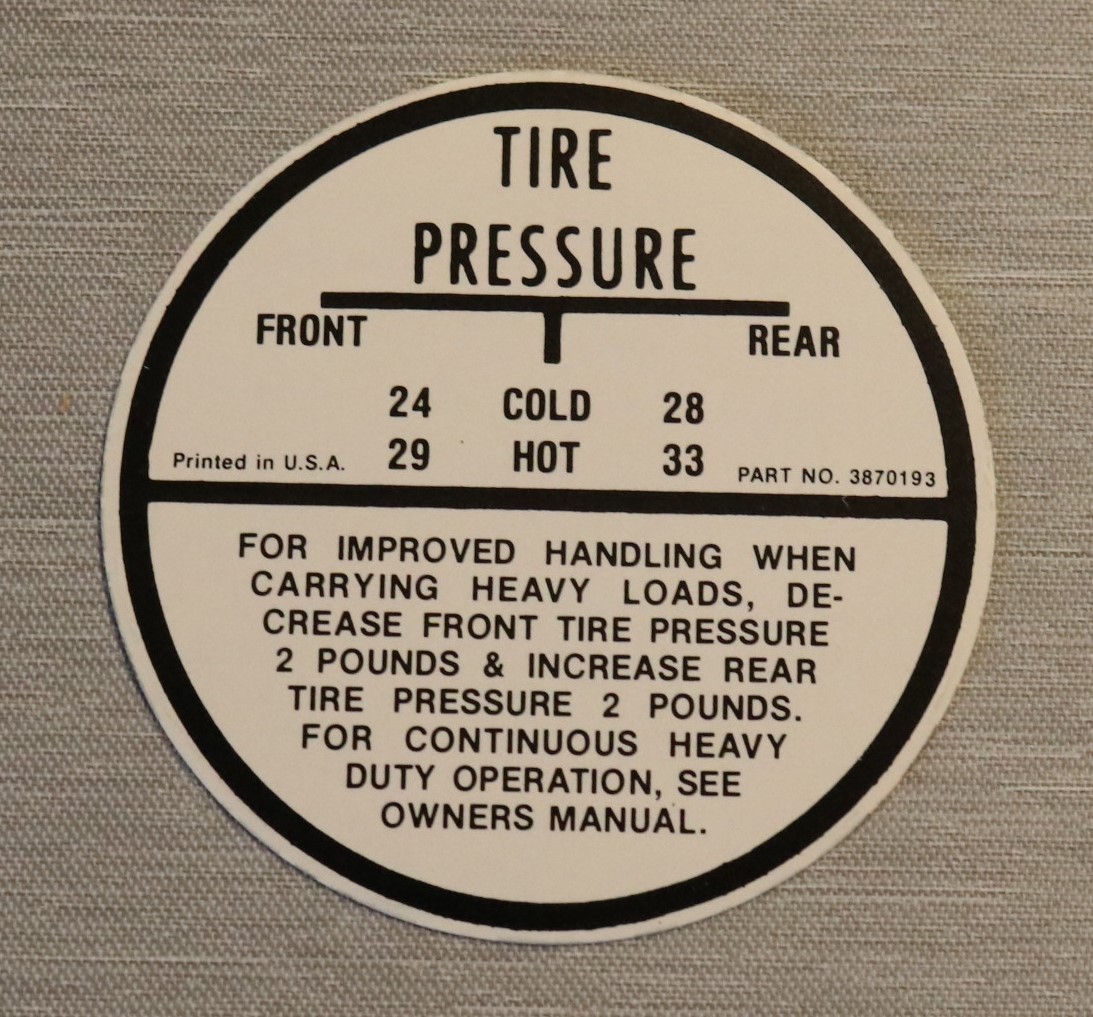 TIRE
PRESSURE
FRONT REAR
24 COLD 28
29 HOT 33
Printed in U.S.A. PART NO. 3870193
FOR IMPROVED HANDLING WHEN
CARRYING HEAVY LOADS, DE-
CREASE FRONT TIRE PRESSURE
2 POUNDS & INCREASE REAR
TIRE PRESSURE 2 POUNDS.
FOR CONTINUOUS HEAVY
DUTY OPERATION, SEE
OWNERS MANUAL.